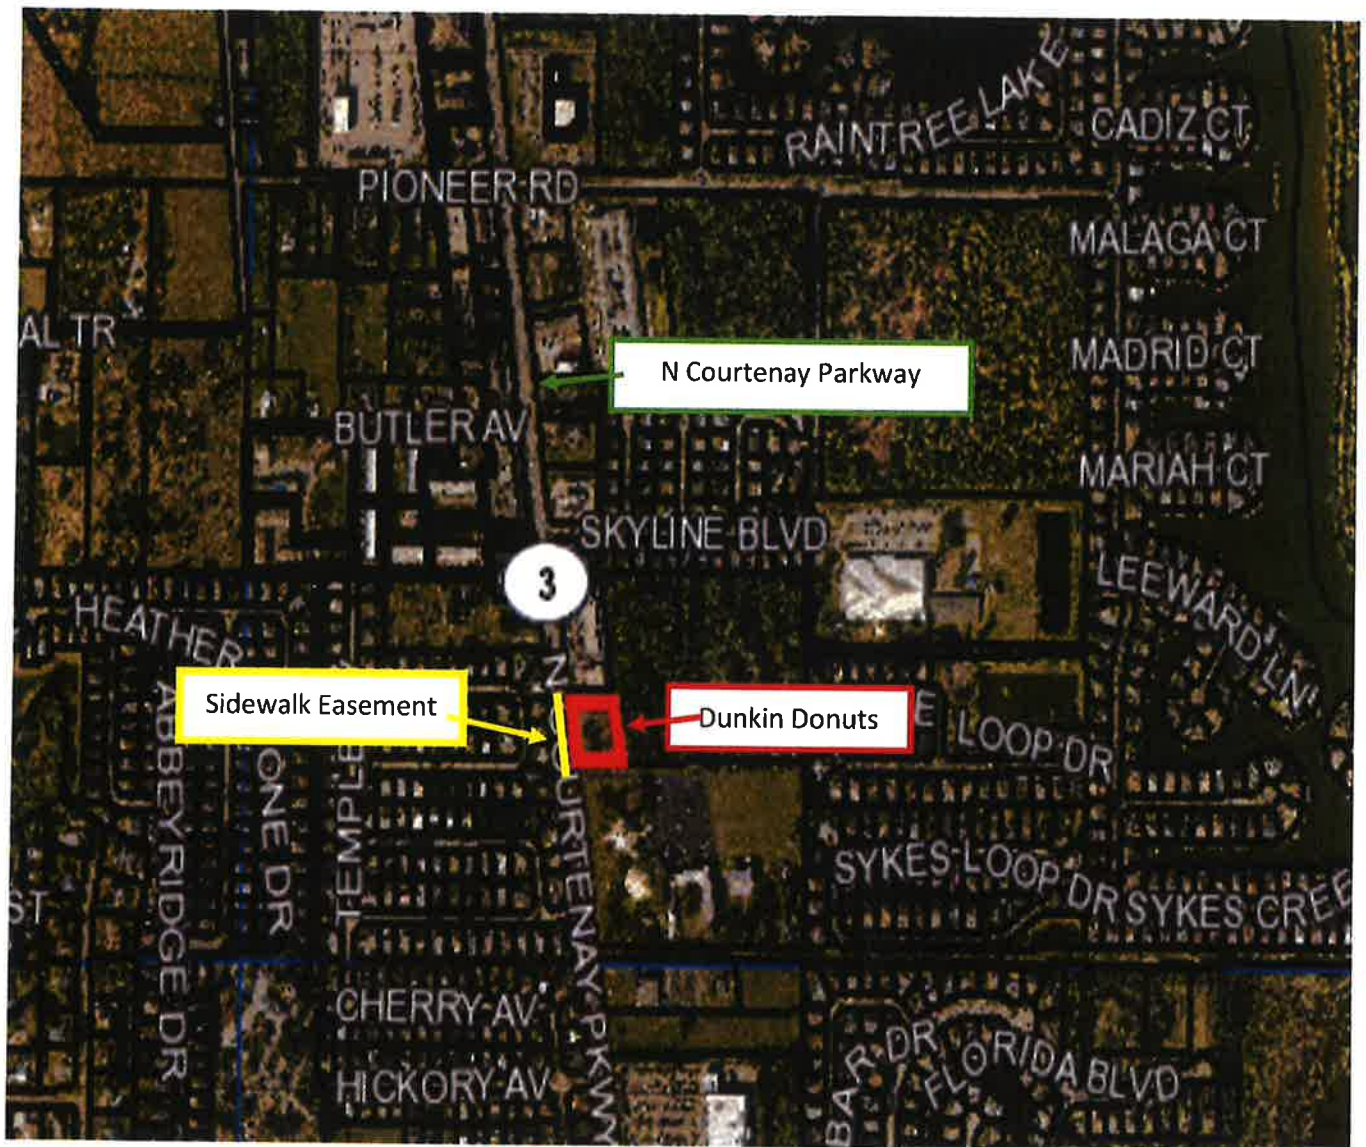 RAINTREE LAKE
CADIZ CT
PIONEER RD
MALAGA CT
AL TR
MADRID CT
N Courtenay Parkway
BUTLER AV
MARIAH CT
SKYLINE BLVD
3
LEEWARD LN
HEATHER
Sidewalk Easement
Dunkin Donuts
E LOOP DR
ABBEYRIDGE DR
ONE DR
TEMPLE
N COURTENAY PKWY
SYKES LOOP DR
SYKES CREE
ST
CHERRY AV
HICKORY AV
BAR DR
FLORIDA BLVD